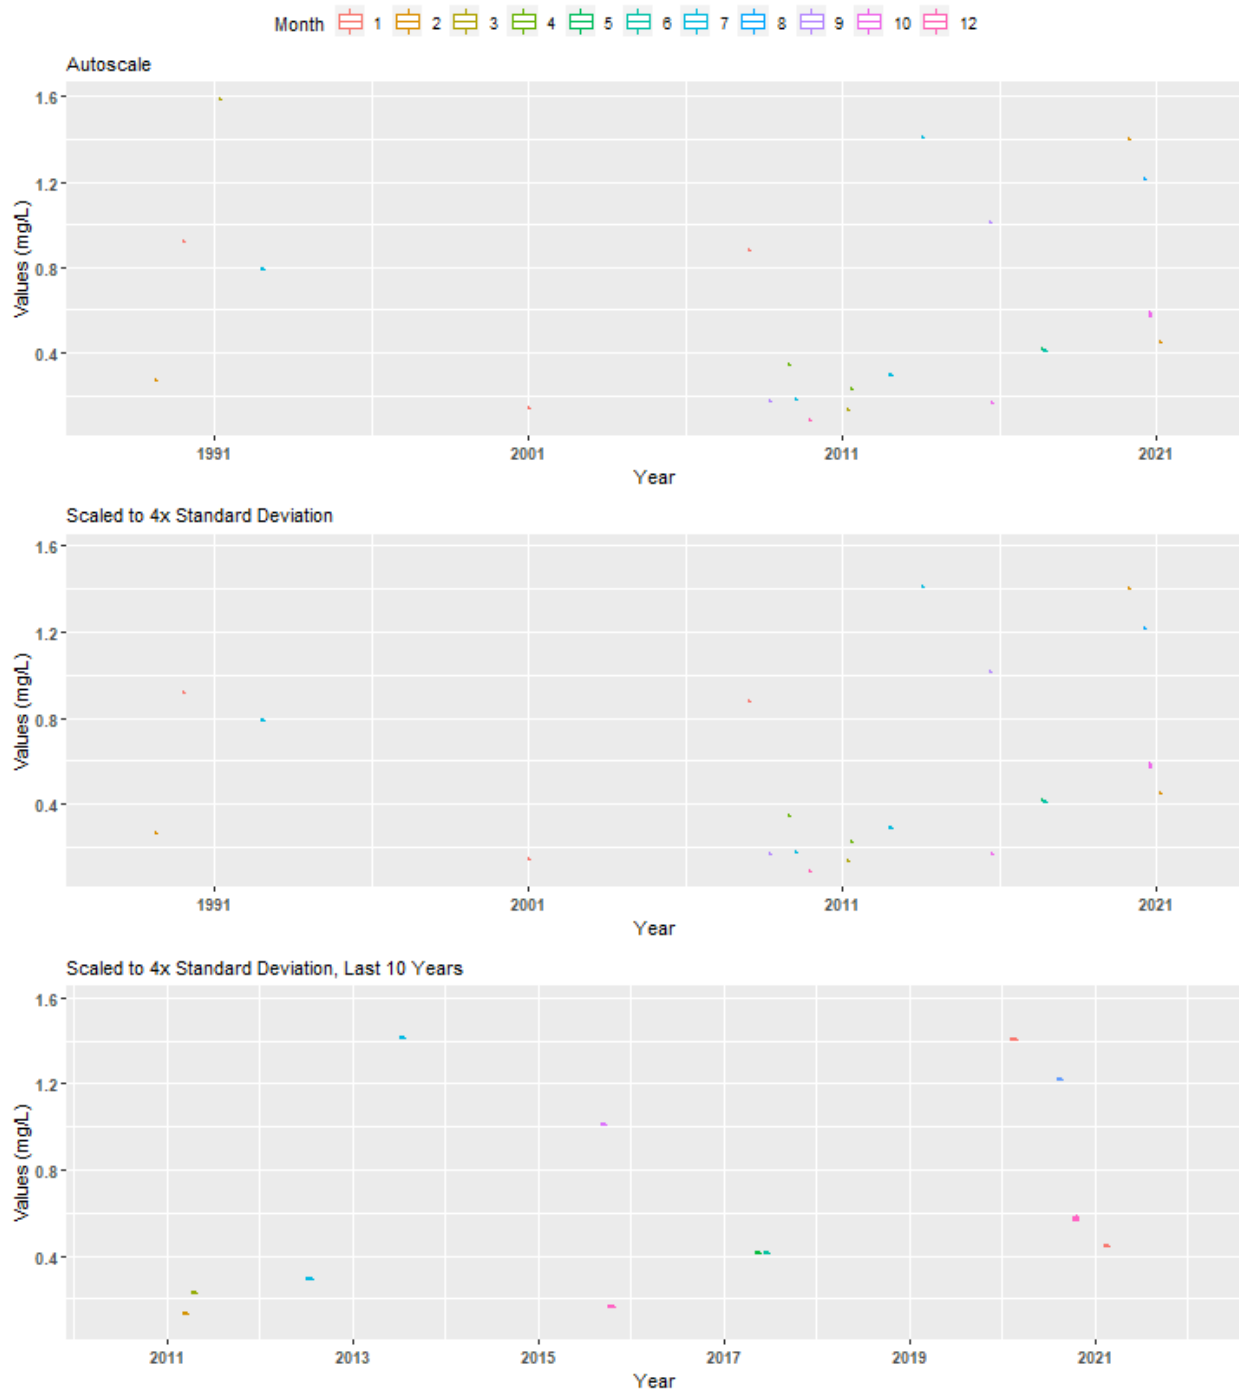 Month 1 2 3 4 5 6 7 8 9 10 12
Autoscale
1.6
1.2
0.8
0.4
Values (mg/L)
1991 2001 2011 2021
Year
Scaled to 4x Standard Deviation
1.6
1.2
0.8
0.4
Values (mg/L)
1991 2001 2011 2021
Year
Scaled to 4x Standard Deviation, Last 10 Years
1.6
1.2
0.8
0.4
Values (mg/L)
2011 2013 2015 2017 2019 2021
Year